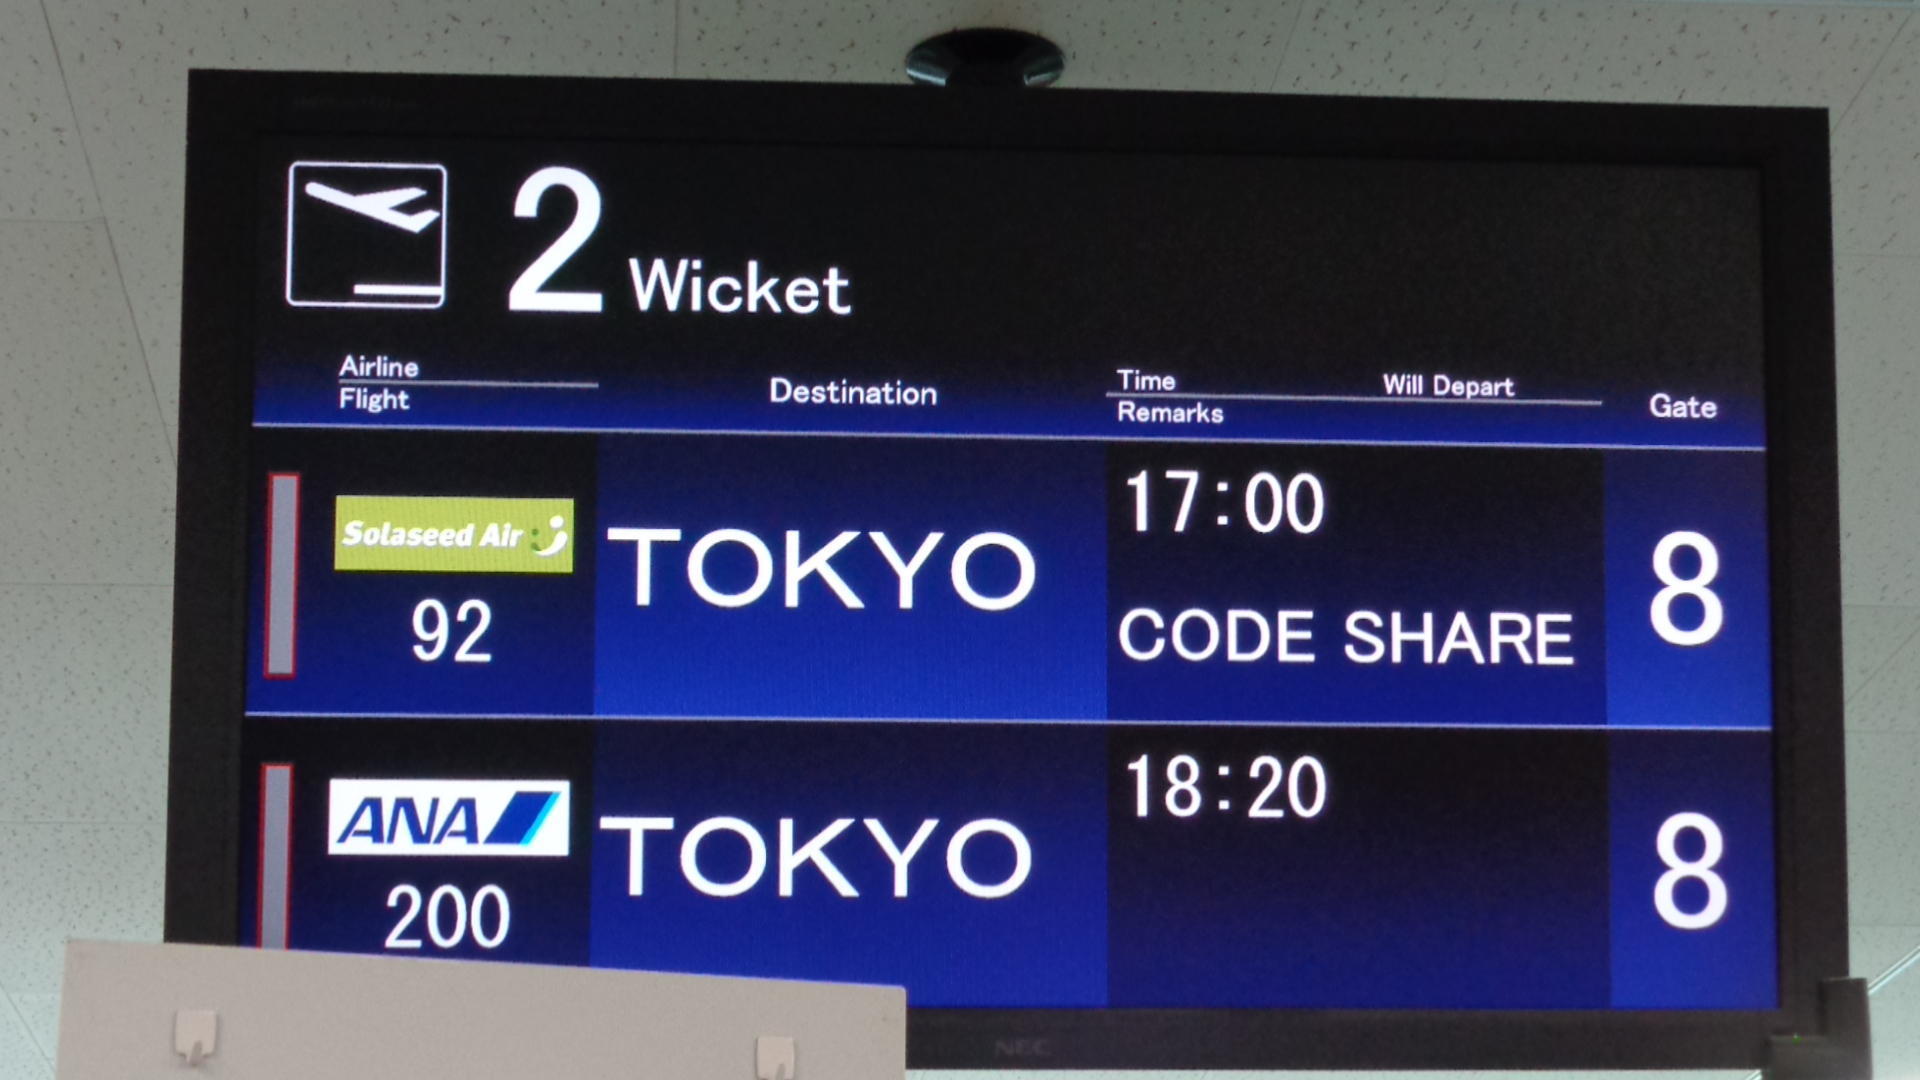 2 Wicket
Airline
Flight
Destination
Time
Will Depart
Remarks
Gate
Solaseed Air
92
TOKYO
17:00
CODE SHARE
8
ANA
200
TOKYO
18:20
8
NEC